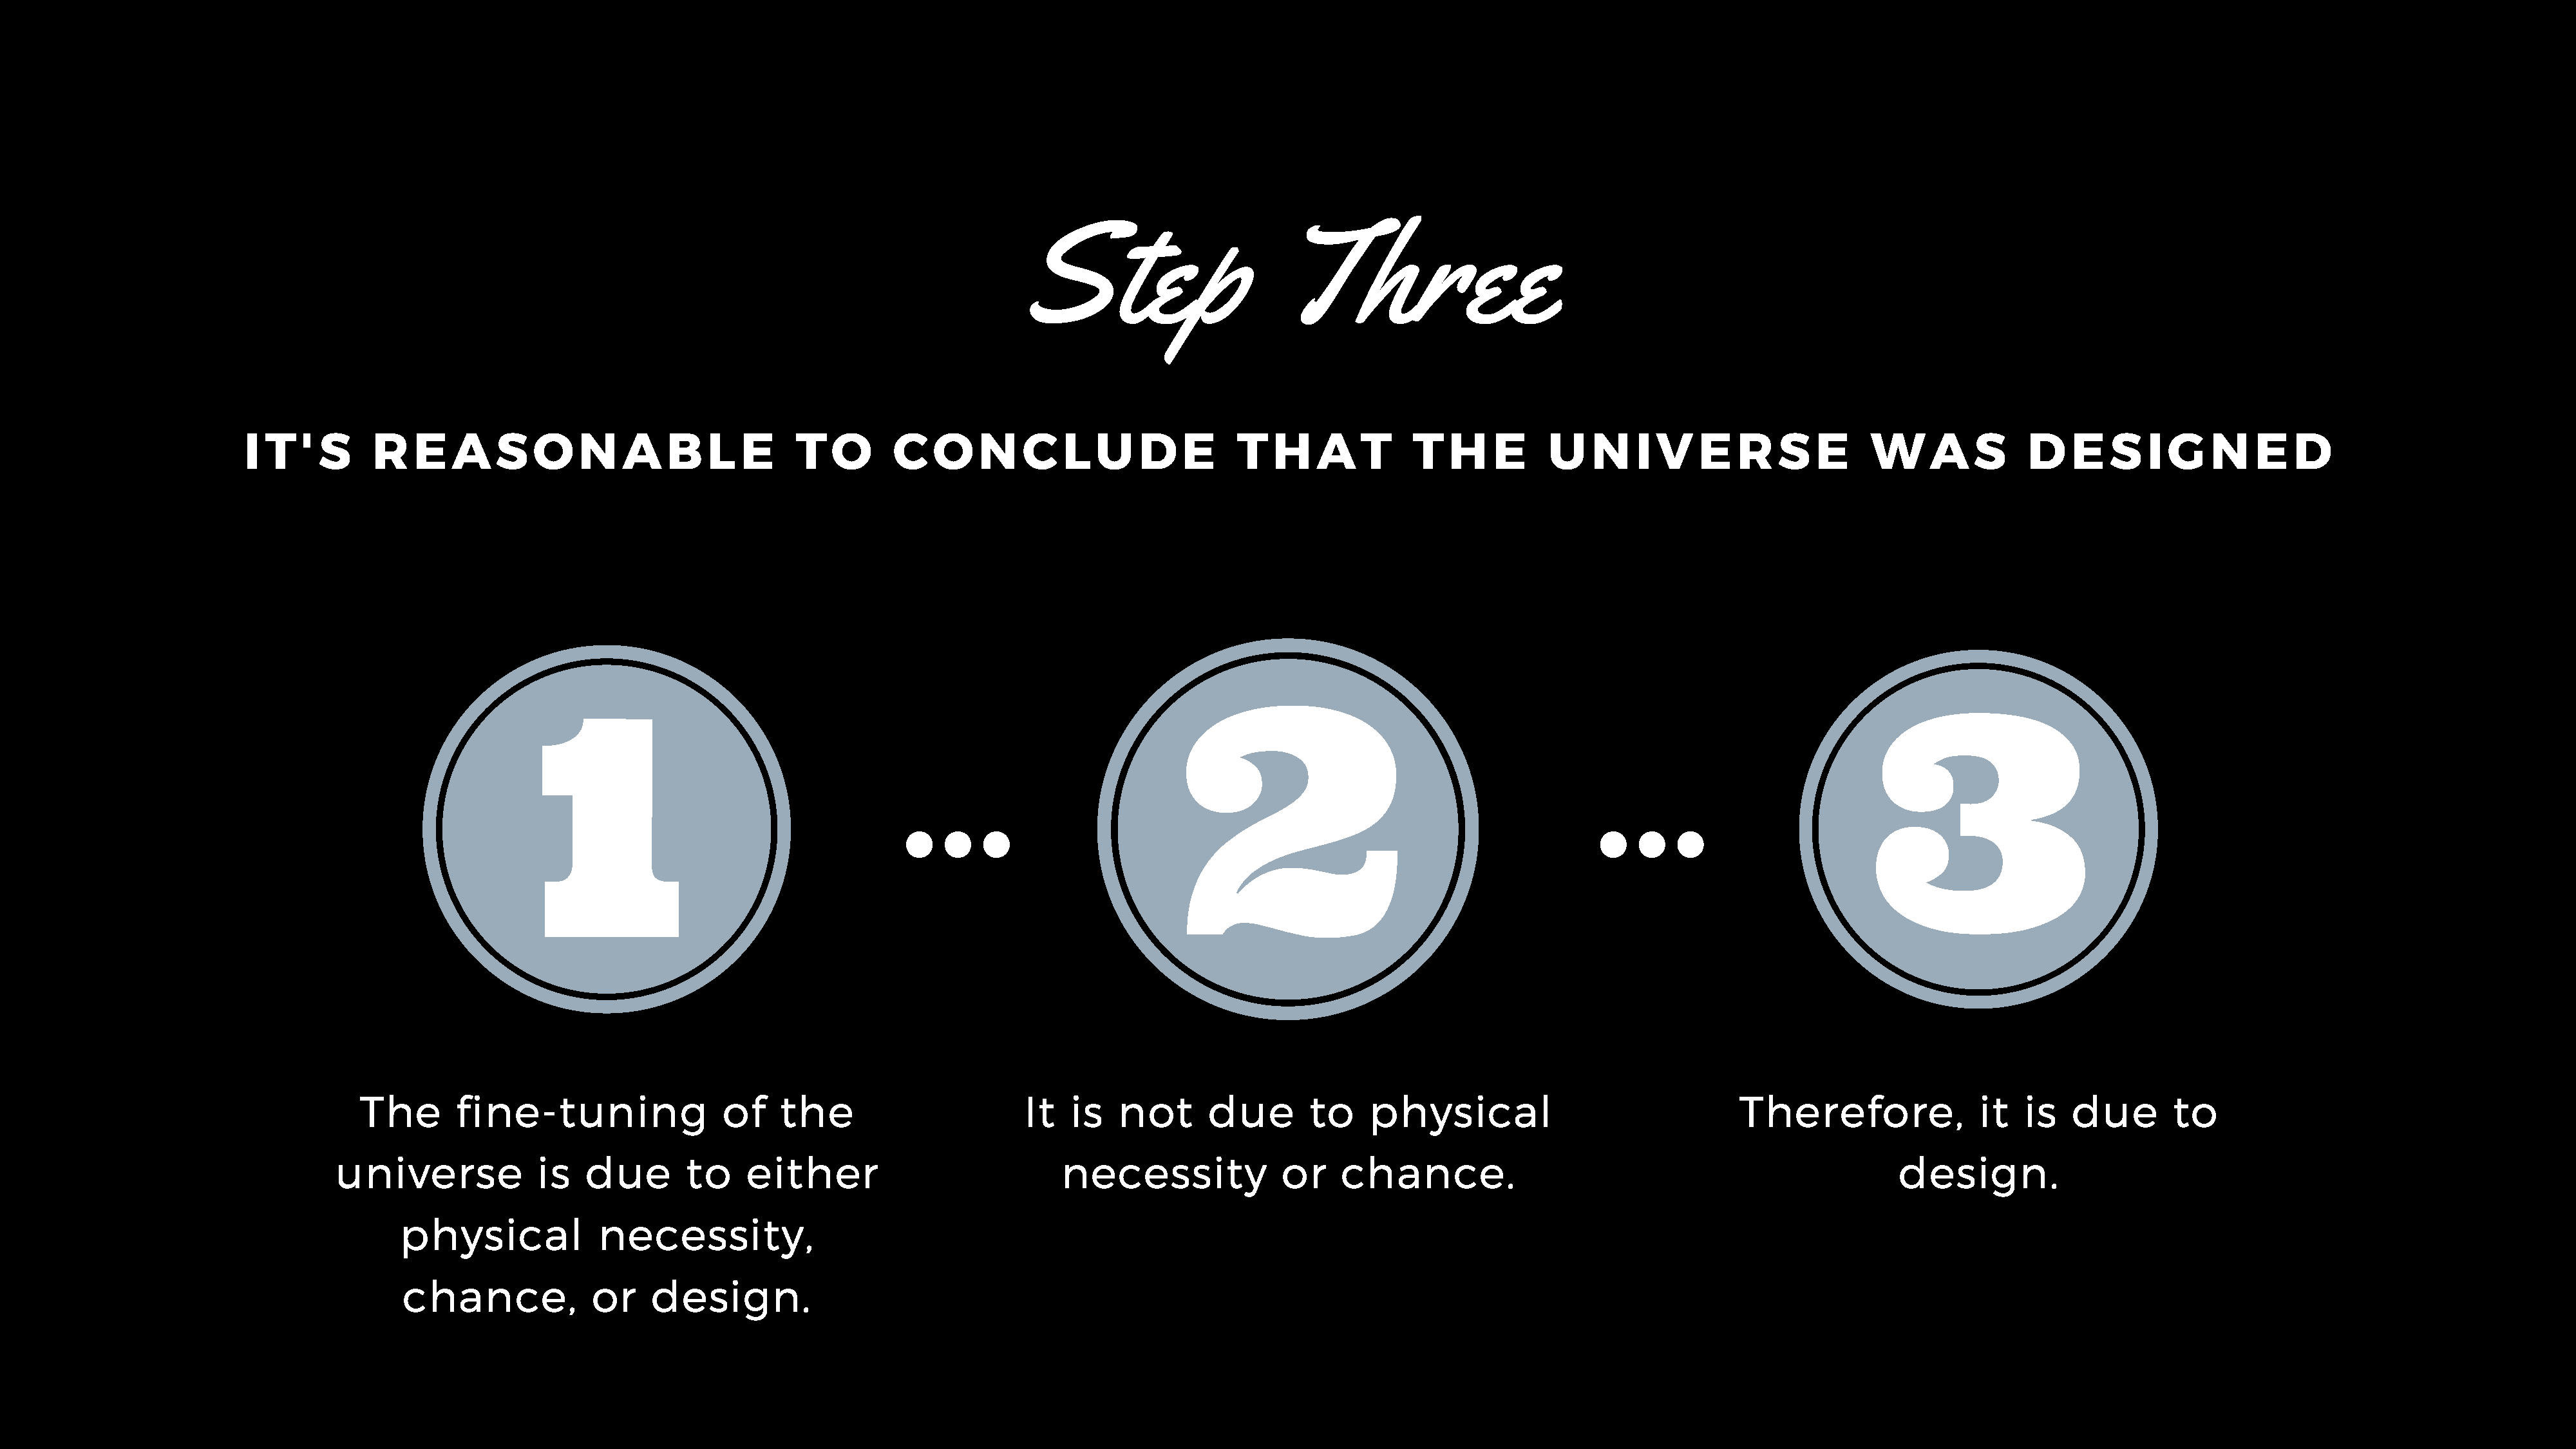 Step Three
IT'S REASONABLE TO CONCLUDE THAT THE UNIVERSE WAS DESIGNED
1
2
3
The fine-tuning of the
universe is due to either
physical necessity,
chance, or design.
It is not due to physical
necessity or chance.
Therefore, it is due to
design.